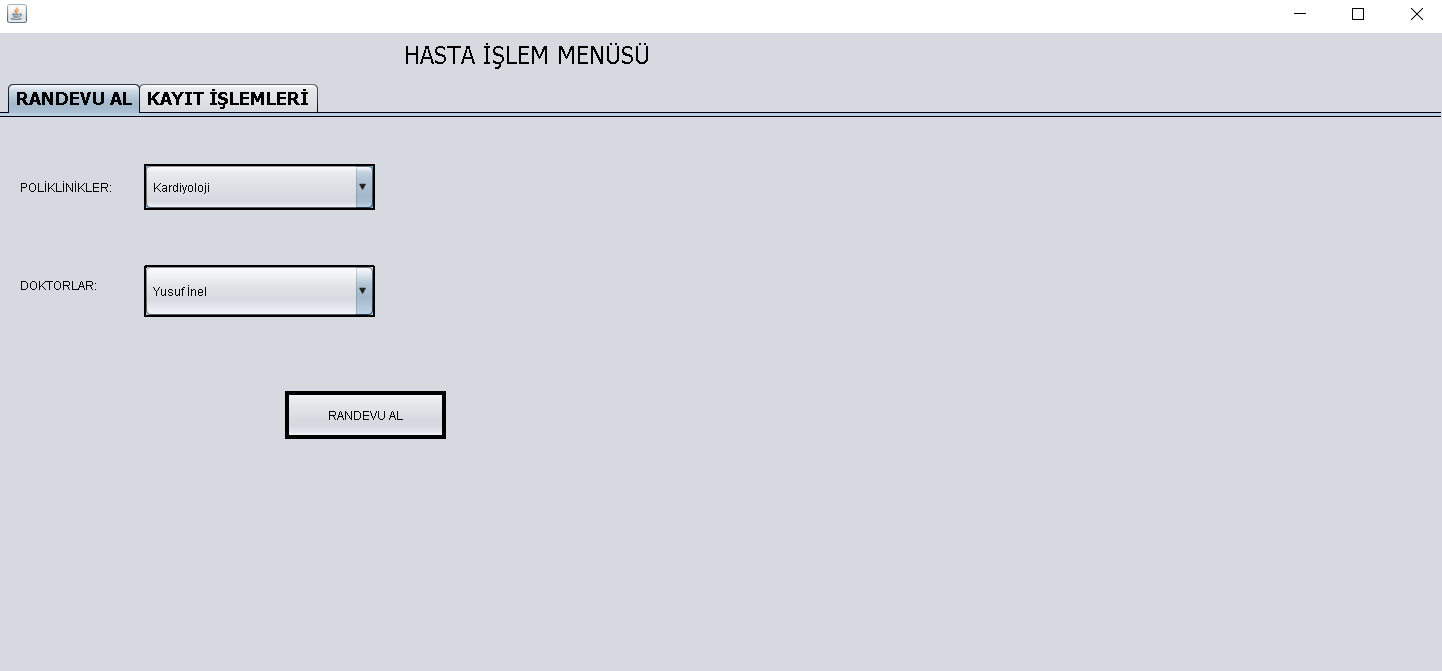 HASTA İŞLEM MENÜSÜ
RANDEVU AL KAYIT İŞLEMLERİ
POLİKLİNİKLER: Kardiyoloji
DOKTORLAR: Yusuf İnel
RANDEVU AL